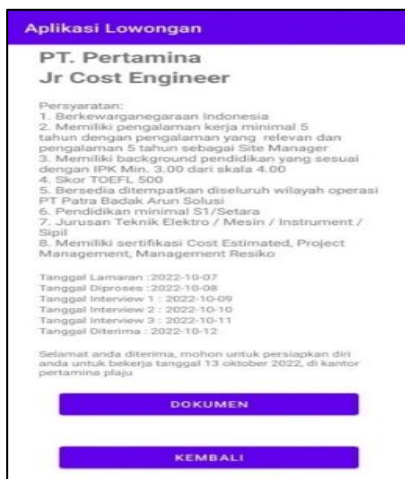 Aplikasi Lowongan
PT. Pertamina
Jr Cost Engineer
Persyaratan:
1. Berkewarganegaraan Indonesia
2. Memiliki pengalaman kerja minimal 5
tahun dengan pengalaman yang relevan dan
pengalaman 5 tahun sebagai Site Manager
3. Memiliki background pendidikan yang sesuai
dengan IPK Min. 3.00 dari skala 4.00
4. Skor TOEFL 500
5. Bersedia ditempatkan diseluruh wilayah operasi
PT Patra Badak Arun Solusi
6. Pendidikan minimal S1/Setara
7. Jurusan Teknik Elektro / Mesin / Instrument /
Sipil
8. Memiliki sertifikasi Cost Estimated, Project
Management, Management Resiko
Tanggal Lamaran :2022-10-07
Tanggal Diproses : 2022-10-08
Tanggal Interview 1 : 2022-10-09
Tanggal Interview 2 : 2022-10-10
Tanggal Interview 3 : 2022-10-11
Tanggal Diterima : 2022-10-12
Selamat anda diterima, mohon untuk persiapkan diri
anda untuk bekerja tanggal 13 oktober 2022, di kantor
pertamina plaju
DOKUMEN
KEMBALI